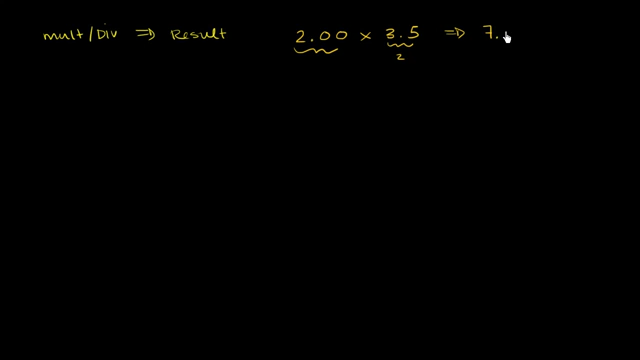 mult/Div ⇒ Result 2.00 × 3.5 ⇒ 7.
2